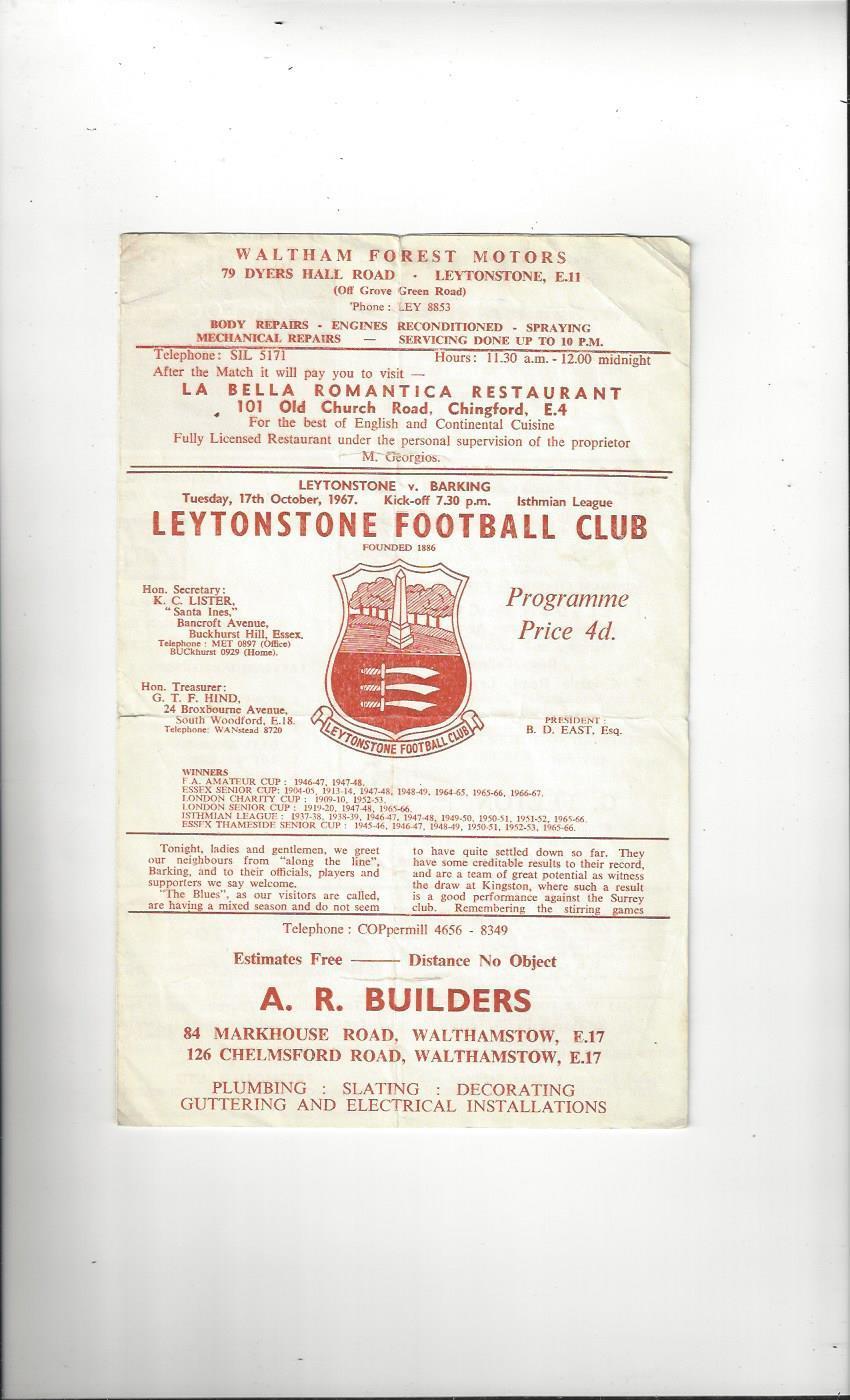 WALTHAM FOREST MOTORS
79 DYERS HALL ROAD · LEYTONSTONE, E.11
(Off Grove Green Road)
'Phone : LEY 8853
BODY REPAIRS - ENGINES RECONDITIONED - SPRAYING
MECHANICAL REPAIRS — SERVICING DONE UP TO 10 P.M.
Telephone: SIL 5171 Hours: 11.30 a.m. - 12.00 midnight
After the Match it will pay you to visit —
LA BELLA ROMANTICA RESTAURANT
101 Old Church Road, Chingford, E.4
For the best of English and Continental Cuisine
Fully Licensed Restaurant under the personal supervision of the proprietor
M. Georgios.
LEYTONSTONE v. BARKING
Tuesday, 17th October, 1967. Kick-off 7.30 p.m. Isthmian League
LEYTONSTONE FOOTBALL CLUB
FOUNDED 1886
Hon. Secretary:
K. C. LISTER,
"Santa Ines,"
Bancroft Avenue,
Buckhurst Hill, Essex.
Telephone : MET 0897 (Office)
BUCkhurst 0929 (Home).
Hon. Treasurer:
G. T. F. HIND,
24 Broxbourne Avenue,
South Woodford, E.18.
Telephone: WANstead 8720
LEYTONSTONE FOOTBALL CLUB
Programme
Price 4d.
PRESIDENT :
B. D. EAST, Esq.
WINNERS
F.A. AMATEUR CUP : 1946-47, 1947-48.
ESSEX SENIOR CUP: 1904-05, 1913-14, 1947-48, 1948-49, 1964-65, 1965-66, 1966-67.
LONDON CHARITY CUP : 1909-10, 1952-53.
LONDON SENIOR CUP : 1919-20, 1947-48, 1965-66.
ISTHMIAN LEAGUE : 1937-38, 1938-39, 1946-47, 1947-48, 1949-50, 1950-51, 1951-52, 1965-66.
ESSEX THAMESIDE SENIOR CUP : 1945-46, 1946-47, 1948-49, 1950-51, 1952-53, 1965-66.
Tonight, ladies and gentlemen, we greet
our neighbours from "along the line",
Barking, and to their officials, players and
supporters we say welcome.
"The Blues", as our visitors are called,
are having a mixed season and do not seem
to have quite settled down so far. They
have some creditable results to their record,
and are a team of great potential as witness
the draw at Kingston, where such a result
is a good performance against the Surrey
club. Remembering the stirring games
Telephone : COPpermill 4656 - 8349
Estimates Free —— Distance No Object
A. R. BUILDERS
84 MARKHOUSE ROAD, WALTHAMSTOW, E.17
126 CHELMSFORD ROAD, WALTHAMSTOW, E.17
PLUMBING : SLATING : DECORATING
GUTTERING AND ELECTRICAL INSTALLATIONS